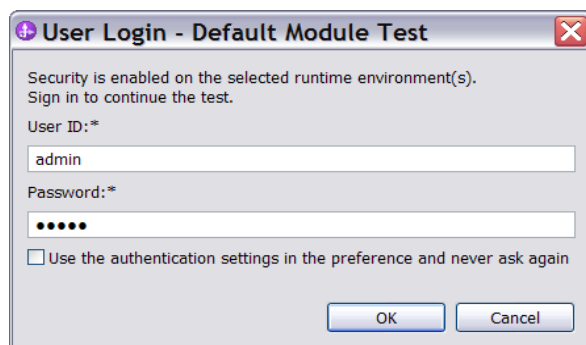 User Login - Default Module Test
Security is enabled on the selected runtime environment(s).
Sign in to continue the test.
User ID:*
admin
Password:*
●●●●●
Use the authentication settings in the preference and never ask again
OK Cancel